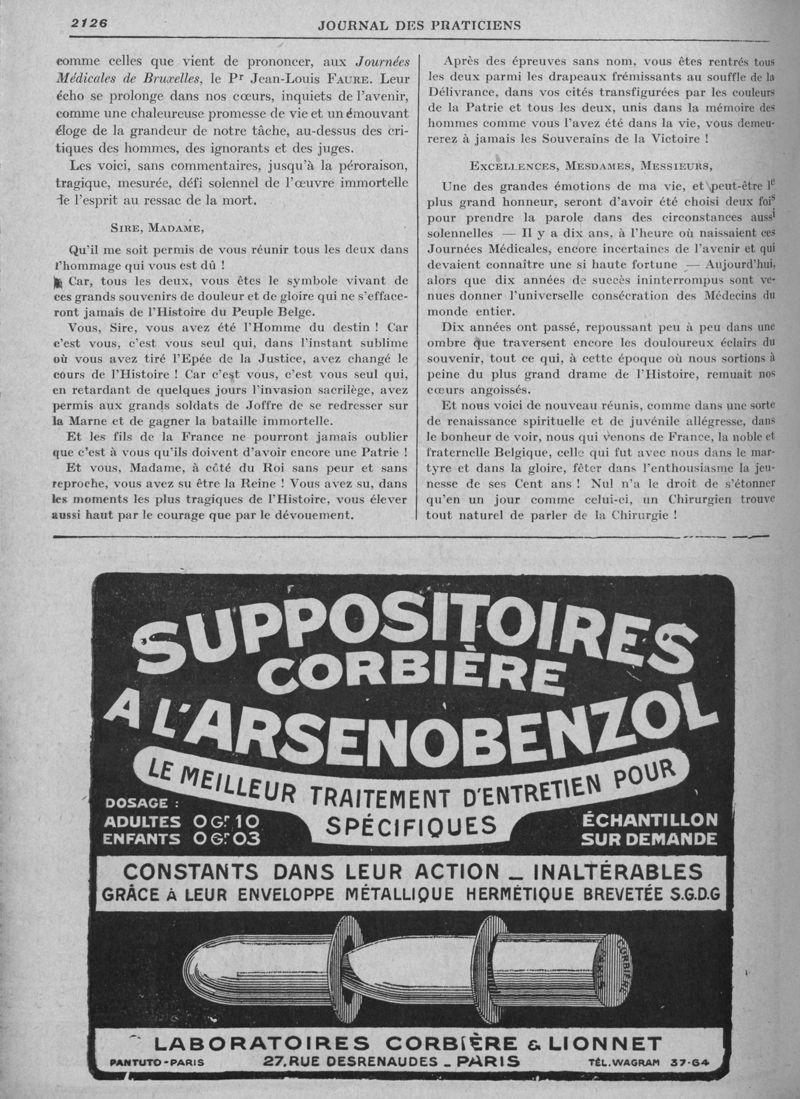 2126
JOURNAL DES PRATICIENS
comme celles que vient de prononcer, aux Journées
Médicales de Bruxelles, le Pr Jean-Louis FAURE. Leur
écho se prolonge dans nos cœurs, inquiets de l'avenir,
comme une chaleureuse promesse de vie et un émouvant
éloge de la grandeur de notre tâche, au-dessus des cri-
tiques des hommes, des ignorants et des juges.
Les voici, sans commentaires, jusqu'à la péroraison,
tragique, mesurée, défi solennel de l'œuvre immortelle
de l'esprit au ressac de la mort.
SIRE, MADAME,
Qu'il me soit permis de vous réunir tous les deux dans
l'hommage qui vous est dû !
Car, tous les deux, vous êtes le symbole vivant de
ces grands souvenirs de douleur et de gloire qui ne s'efface-
ront jamais de l'Histoire du Peuple Belge.
Vous, Sire, vous avez été l'Homme du destin ! Car
c'est vous, c'est vous seul qui, dans l'instant sublime
où vous avez tiré l'Epée de la Justice, avez changé le
cours de l'Histoire ! Car c'est vous, c'est vous seul qui,
en retardant de quelques jours l'invasion sacrilège, avez
permis aux grands soldats de Joffre de se redresser sur
la Marne et de gagner la bataille immortelle.
Et les fils de la France ne pourront jamais oublier
que c'est à vous qu'ils doivent d'avoir encore une Patrie !
Et vous, Madame, à côté du Roi sans peur et sans
reproche, vous avez su être la Reine ! Vous avez su, dans
les moments les plus tragiques de l'Histoire, vous élever
aussi haut par le courage que par le dévouement.
Après des épreuves sans nom, vous êtes rentrés tous
les deux parmi les drapeaux frémissants au souffle de la
Délivrance, dans vos cités transfigurées par les couleurs
de la Patrie et tous les deux, unis dans la mémoire des
hommes comme vous l'avez été dans la vie, vous demeu-
rerez à jamais les Souverains de la Victoire !
EXCELLENCES, MESDAMES, MESSIEURS,
Une des grandes émotions de ma vie, et peut-être le
plus grand honneur, seront d'avoir été choisi deux fois
pour prendre la parole dans des circonstances aussi
solennelles — Il y a dix ans, à l'heure où naissaient ces
Journées Médicales, encore incertaines de l'avenir et qui
devaient connaître une si haute fortune — Aujourd'hui,
alors que dix années de succès ininterrompus sont ve-
nues donner l'universelle consécration des Médecins du
monde entier.
Dix années ont passé, repoussant peu à peu dans une
ombre que traversent encore les douloureux éclairs du
souvenir, tout ce qui, à cette époque où nous sortions à
peine du plus grand drame de l'Histoire, remuait nos
cœurs angoissés.
Et nous voici de nouveau réunis, comme dans une sorte
de renaissance spirituelle et de juvénile allégresse, dans
le bonheur de voir, nous qui venons de France, la noble et
fraternelle Belgique, celle qui fut avec nous dans le mar-
tyre et dans la gloire, fêter dans l'enthousiasme la jeu-
nesse de ses Cent ans ! Nul n'a le droit de s'étonner
qu'en un jour comme celui-ci, un Chirurgien trouve
tout naturel de parler de la Chirurgie !
SUPPOSITOIRES
CORBIÈRE
A L'ARSENOBENZOL
LE MEILLEUR TRAITEMENT D'ENTRETIEN POUR
SPÉCIFIQUES
DOSAGE :
ADULTES 0 Gr 10
ENFANTS 0 Gr 03
ÉCHANTILLON
SUR DEMANDE
CONSTANTS DANS LEUR ACTION _ INALTÉRABLES
GRÂCE À LEUR ENVELOPPE MÉTALLIQUE HERMÉTIQUE BREVETÉE S.G.D.G
CORBIÈRE
PARIS
LABORATOIRES CORBIÈRE & LIONNET
PANTUTO-PARIS 27, RUE DESRENAUDES _ PARIS TÉL. WAGRAM 37-64